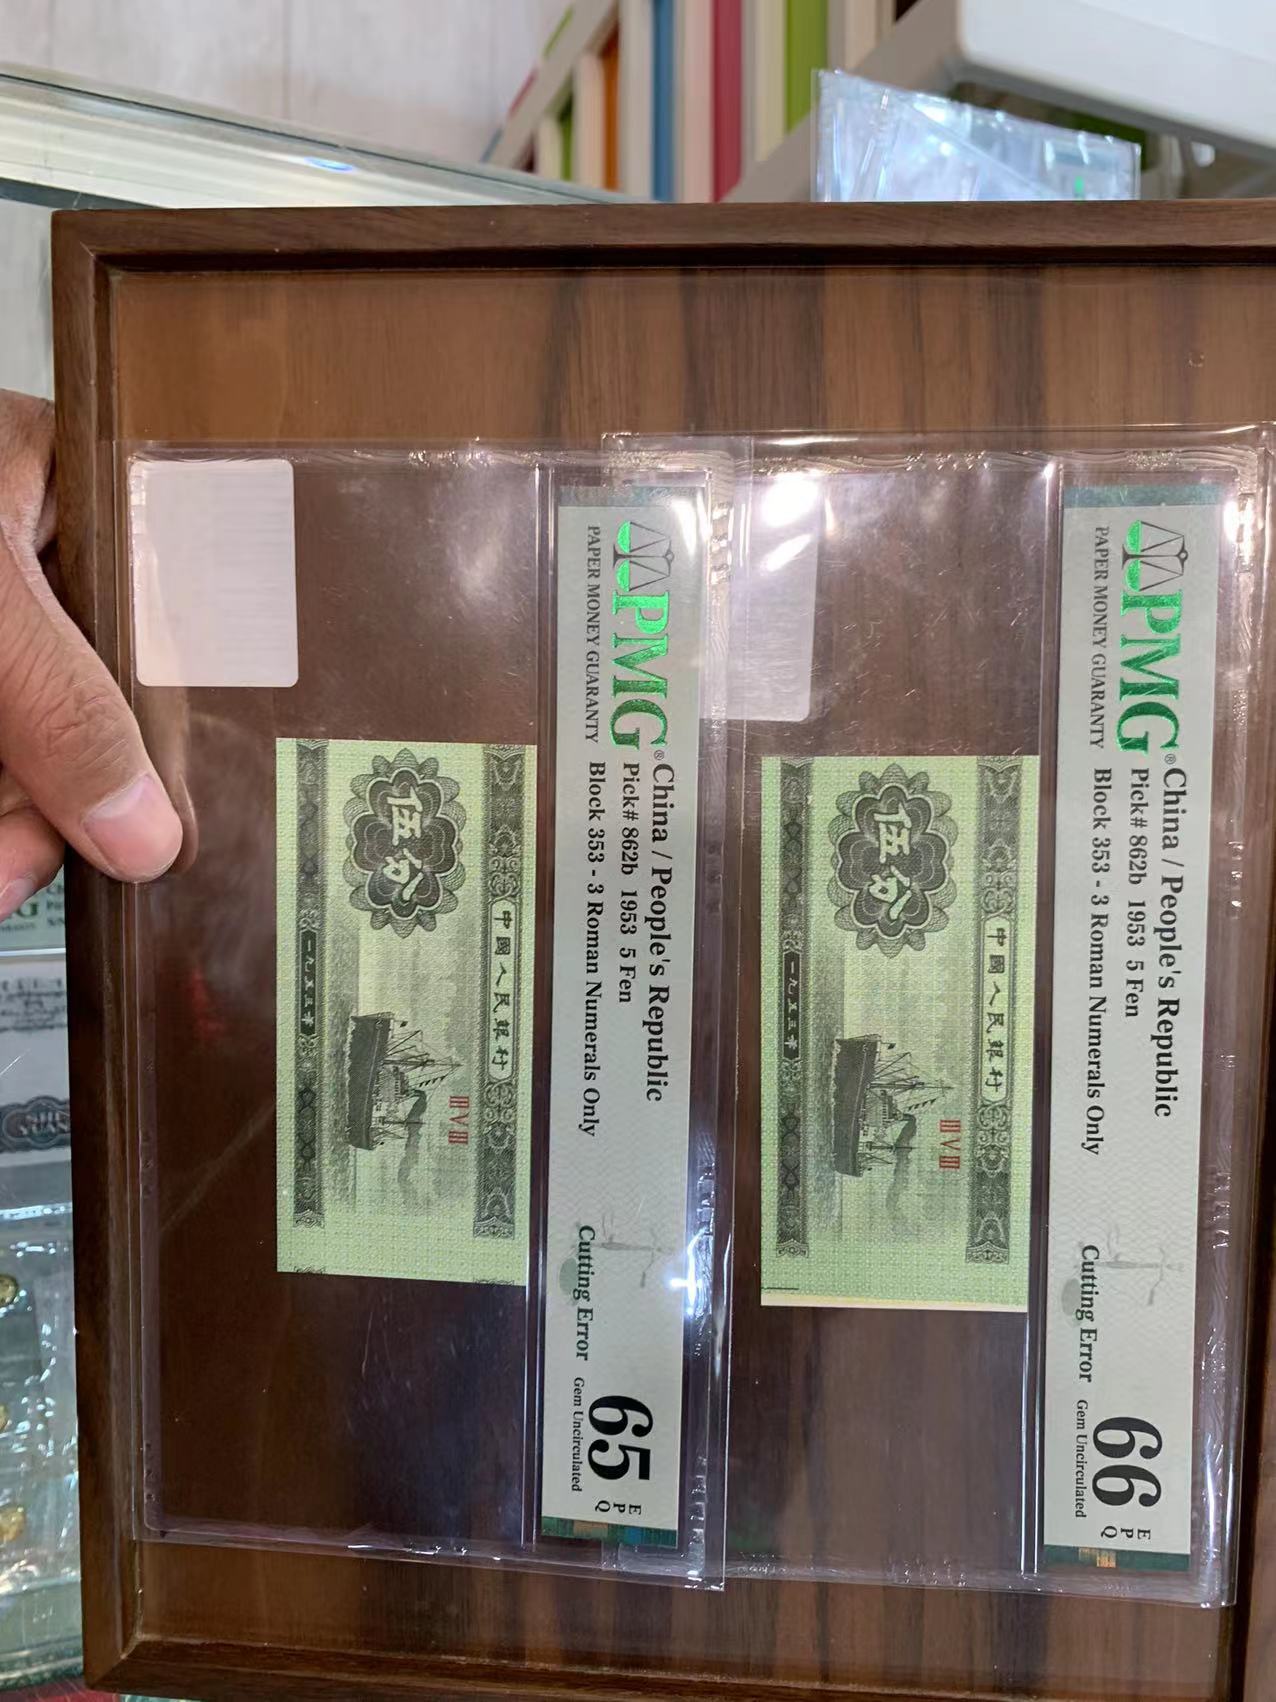 PMG®
PAPER MONEY GUARANTY
China / People's Republic
Pick# 862b 1953 5 Fen
Block 353 - 3 Roman Numerals Only
Cutting Error
66
EPQ
Gem Uncirculated
中國人民銀行
伍分
ⅢⅤⅢ
一九五三年
PMG®
PAPER MONEY GUARANTY
China / People's Republic
Pick# 862b 1953 5 Fen
Block 353 - 3 Roman Numerals Only
Cutting Error
65
EPQ
Gem Uncirculated
中國人民銀行
伍分
ⅢⅤⅢ
一九五三年